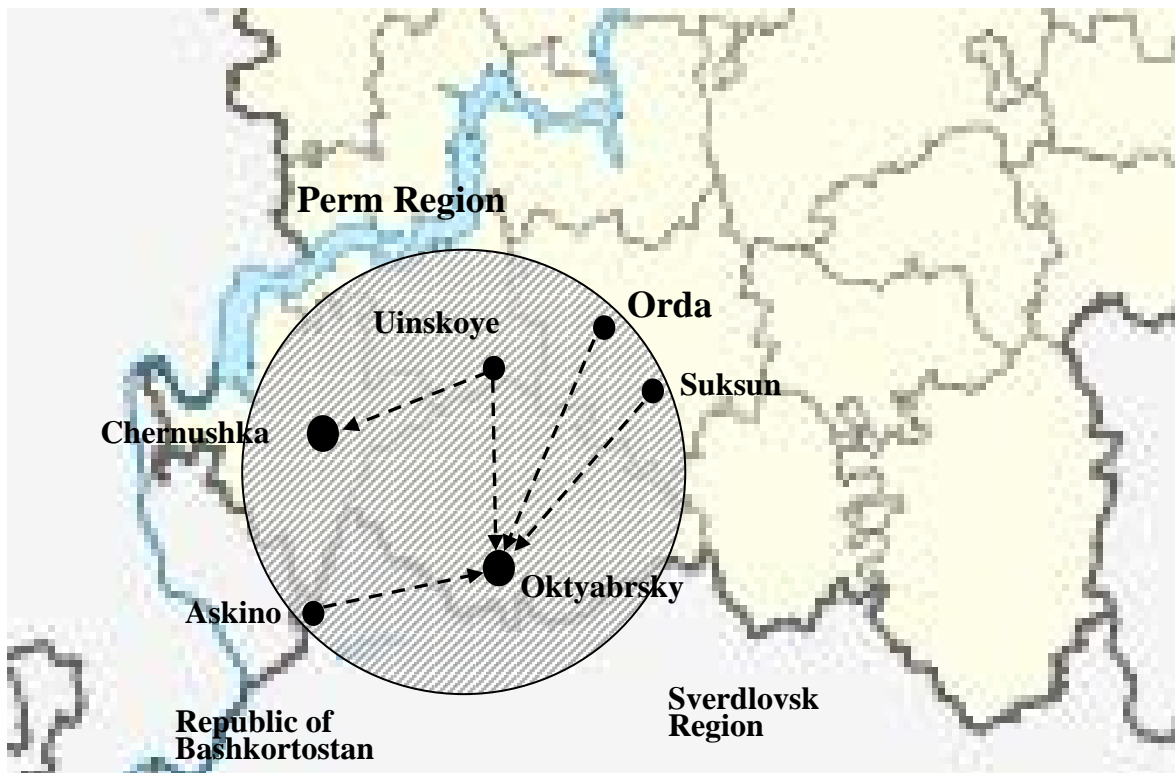 Perm Region
Orda
Uinskoye
Suksun
Chernushka
Oktyabrsky
Askino
Sverdlovsk
Region
Republic of
Bashkortostan